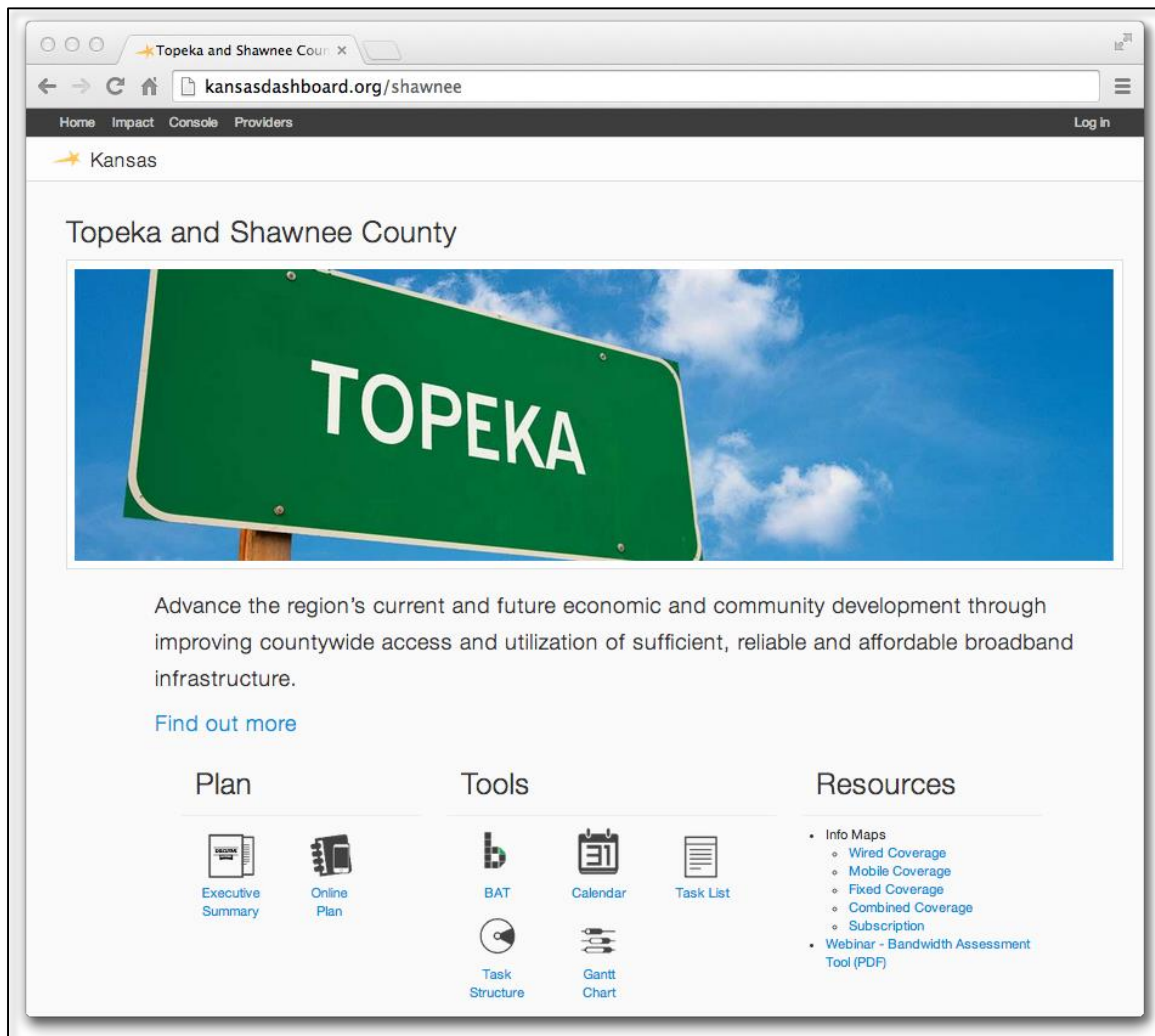 Topeka and Shawnee Coun
kansasdashboard.org/shawnee
Home Impact Console Providers Log in
Kansas
Topeka and Shawnee County
TOPEKA
Advance the region's current and future economic and community development through
improving countywide access and utilization of sufficient, reliable and affordable broadband
infrastructure.
Find out more
Plan
Executive
Summary
Online
Plan
Tools
b
BAT
31
Calendar
Task List
Task
Structure
Gantt
Chart
Resources
Info Maps
Wired Coverage
Mobile Coverage
Fixed Coverage
Combined Coverage
Subscription
Webinar - Bandwidth Assessment
Tool (PDF)